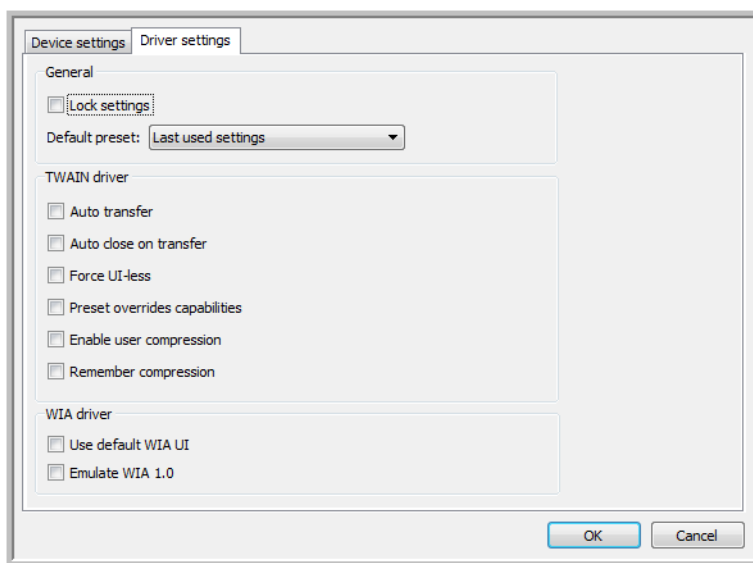 Device settings Driver settings
General
Lock settings
Default preset: Last used settings
TWAIN driver
Auto transfer
Auto close on transfer
Force UI-less
Preset overrides capabilities
Enable user compression
Remember compression
WIA driver
Use default WIA UI
Emulate WIA 1.0
OK Cancel